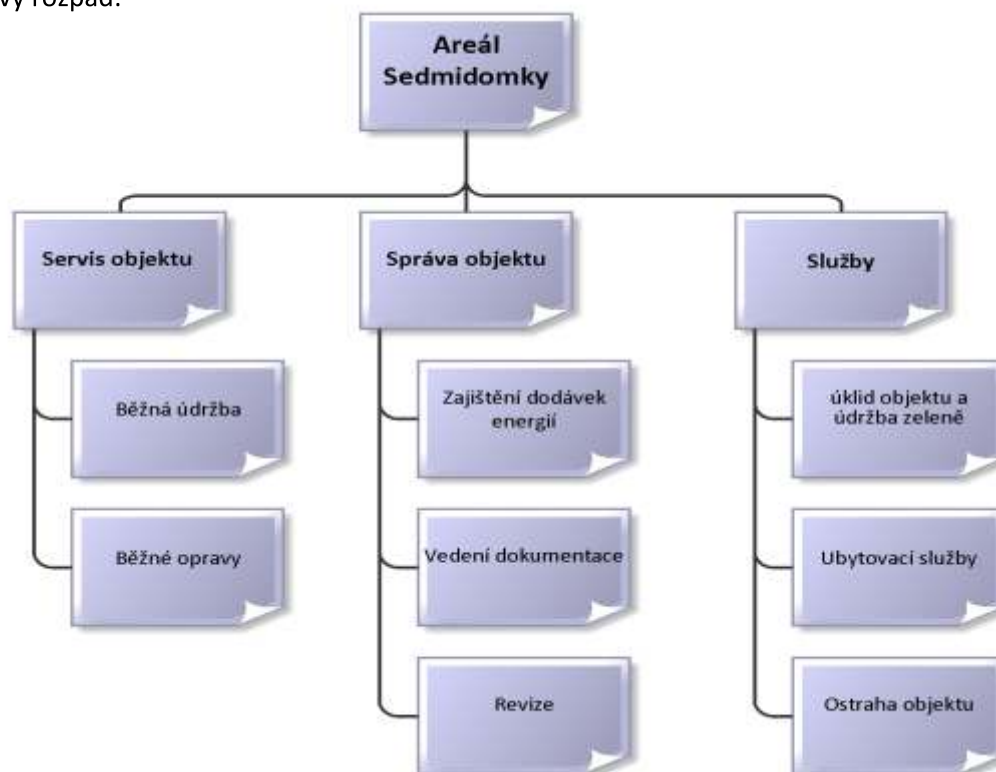 vý rozpad:
Areál
Sedmidomky
Servis objektu
Správa objektu
Služby
Běžná údržba
Běžné opravy
Zajištění dodávek
energií
Vedení dokumentace
Revize
úklid objektu a
údržba zeleně
Ubytovací služby
Ostraha objektu